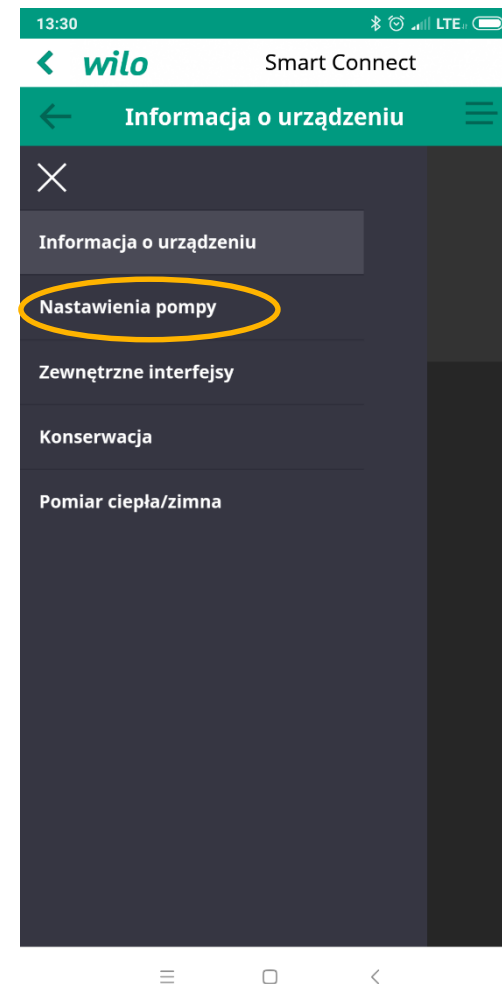 13:30 LTE
wilo Smart Connect
Informacja o urządzeniu
Informacja o urządzeniu
Nastawienia pompy
Zewnętrzne interfejsy
Konserwacja
Pomiar ciepła/zimna